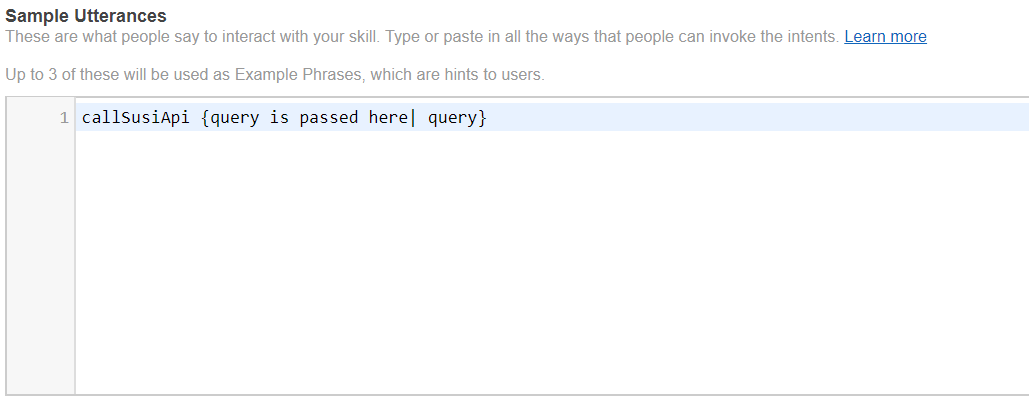 Sample Utterances
These are what people say to interact with your skill. Type or paste in all the ways that people can invoke the intents. Learn more
Up to 3 of these will be used as Example Phrases, which are hints to users.
1 callSusiApi {query is passed here| query}